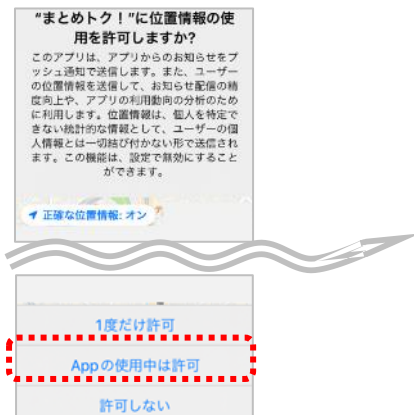 “まとめトク！”に位置情報の使
用を許可しますか?
このアプリは、アプリからのお知らせをプ
ッシュ通知で送信します。また、ユーザー
の位置情報を送信して、お知らせ配信の精
度向上や、アプリの利用動向の分析のため
に利用します。位置情報は、個人を特定で
きない統計的な情報として、ユーザーの個
人情報とは一切結び付かない形で送信され
ます。この機能は、設定で無効にすること
ができます。
正確な位置情報: オン
1度だけ許可
Appの使用中は許可
許可しない